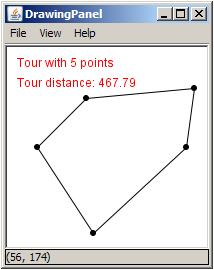 DrawingPanel
File View Help
Tour with 5 points
Tour distance: 467.79
(56, 174)